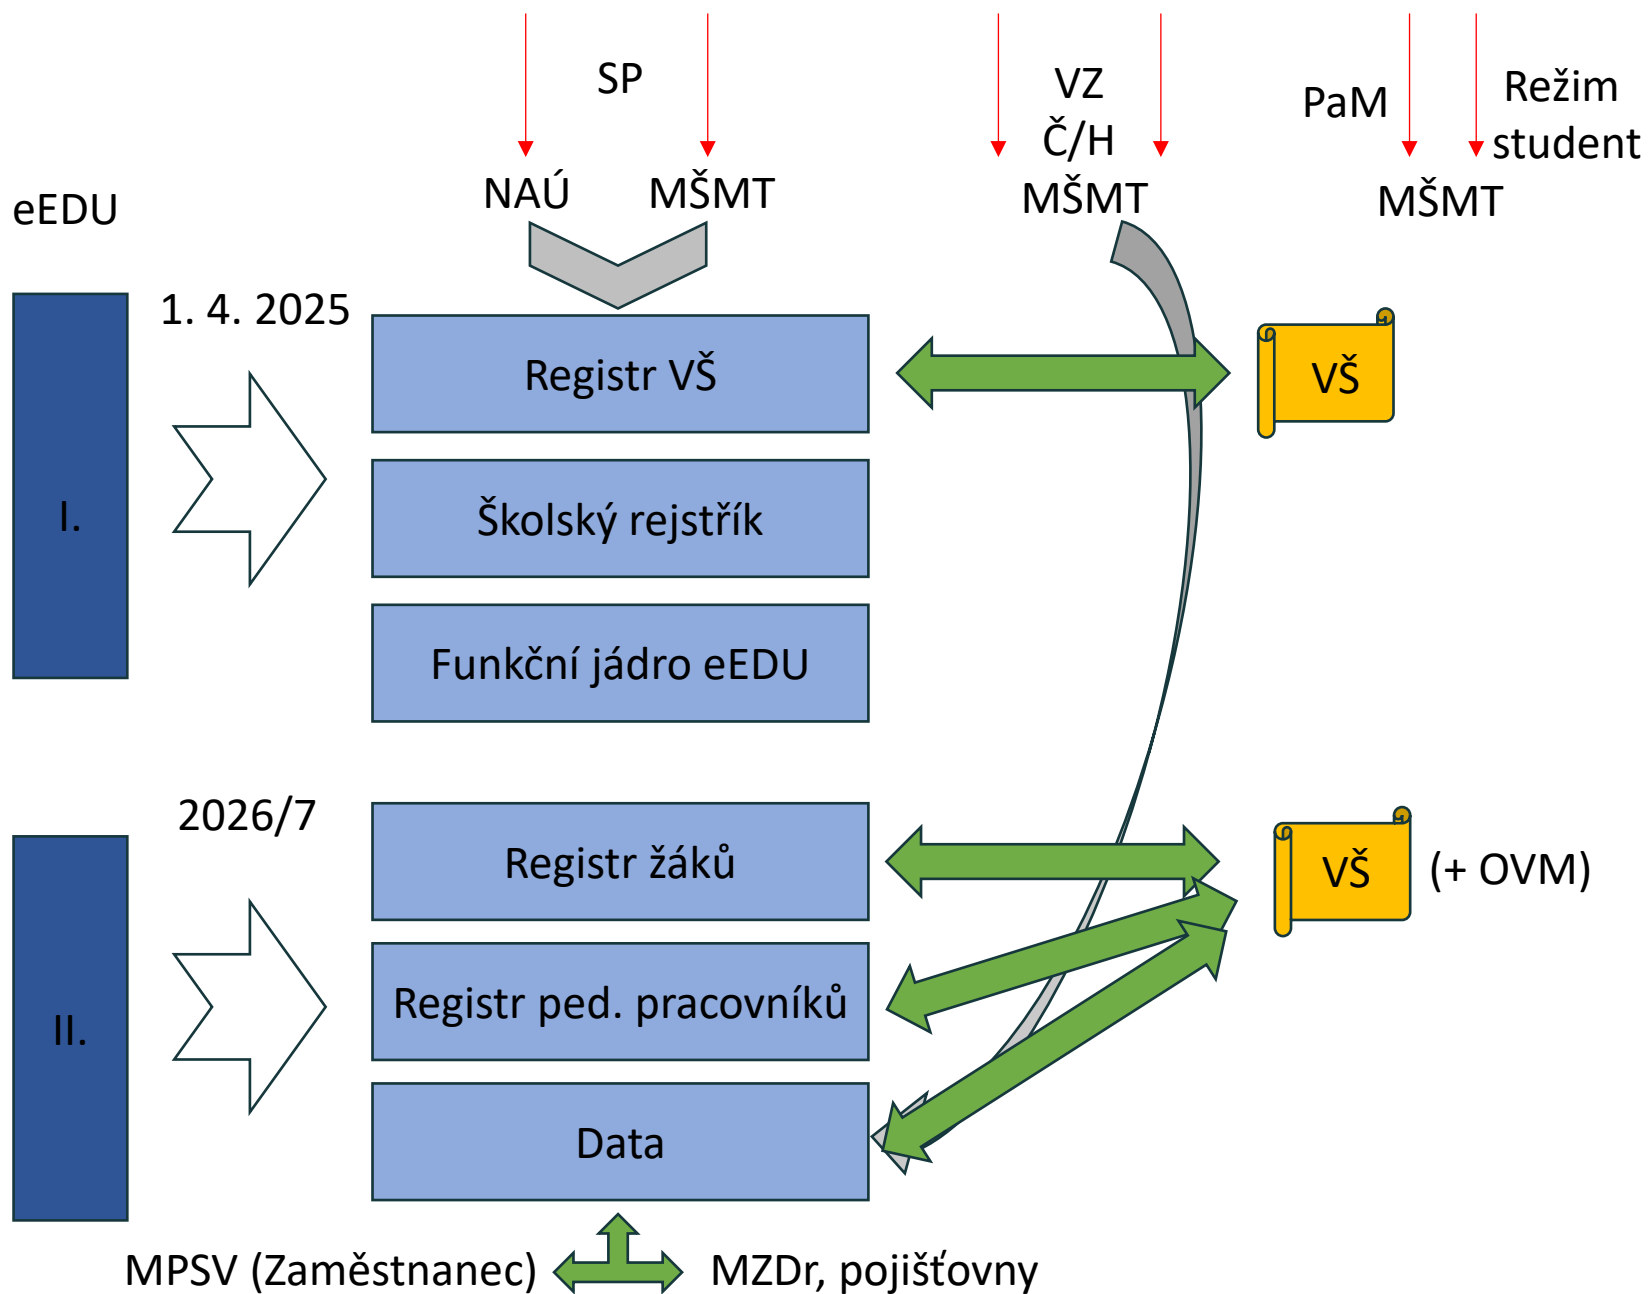 SP
VZ
Č/H
PaM
Režim
student
NAÚ
MŠMT
MŠMT
MŠMT
eEDU
1. 4. 2025
I.
Registr VŠ
VŠ
Školský rejstřík
Funkční jádro eEDU
2026/7
II.
Registr žáků
VŠ
(+ OVM)
Registr ped. pracovníků
Data
MPSV (Zaměstnanec)
MZDr, pojišťovny